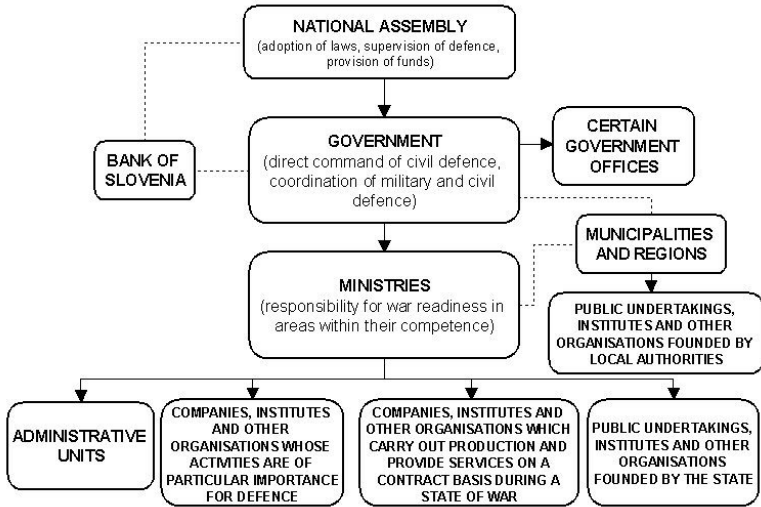 NATIONAL ASSEMBLY
(adoption of laws, supervision of defence,
provision of funds)
BANK OF
SLOVENIA
GOVERNMENT
(direct command of civil defence,
coordination of military and civil
defence)
CERTAIN
GOVERNMENT
OFFICES
MUNICIPALITIES
AND REGIONS
MINISTRIES
(responsibility for war readiness in
areas within their competence)
PUBLIC UNDERTAKINGS,
INSTITUTES AND OTHER
ORGANISATIONS FOUNDED BY
LOCAL AUTHORITIES
ADMINISTRATIVE
UNITS
COMPANIES, INSTITUTES
AND OTHER
ORGANISATIONS WHOSE
ACTIVITIES ARE OF
PARTICULAR IMPORTANCE
FOR DEFENCE
COMPANIES, INSTITUTES AND
OTHER ORGANISATIONS WHICH
CARRY OUT PRODUCTION AND
PROVIDE SERVICES ON A
CONTRACT BASIS DURING A
STATE OF WAR
PUBLIC UNDERTAKINGS,
INSTITUTES AND OTHER
ORGANISATIONS
FOUNDED BY THE STATE